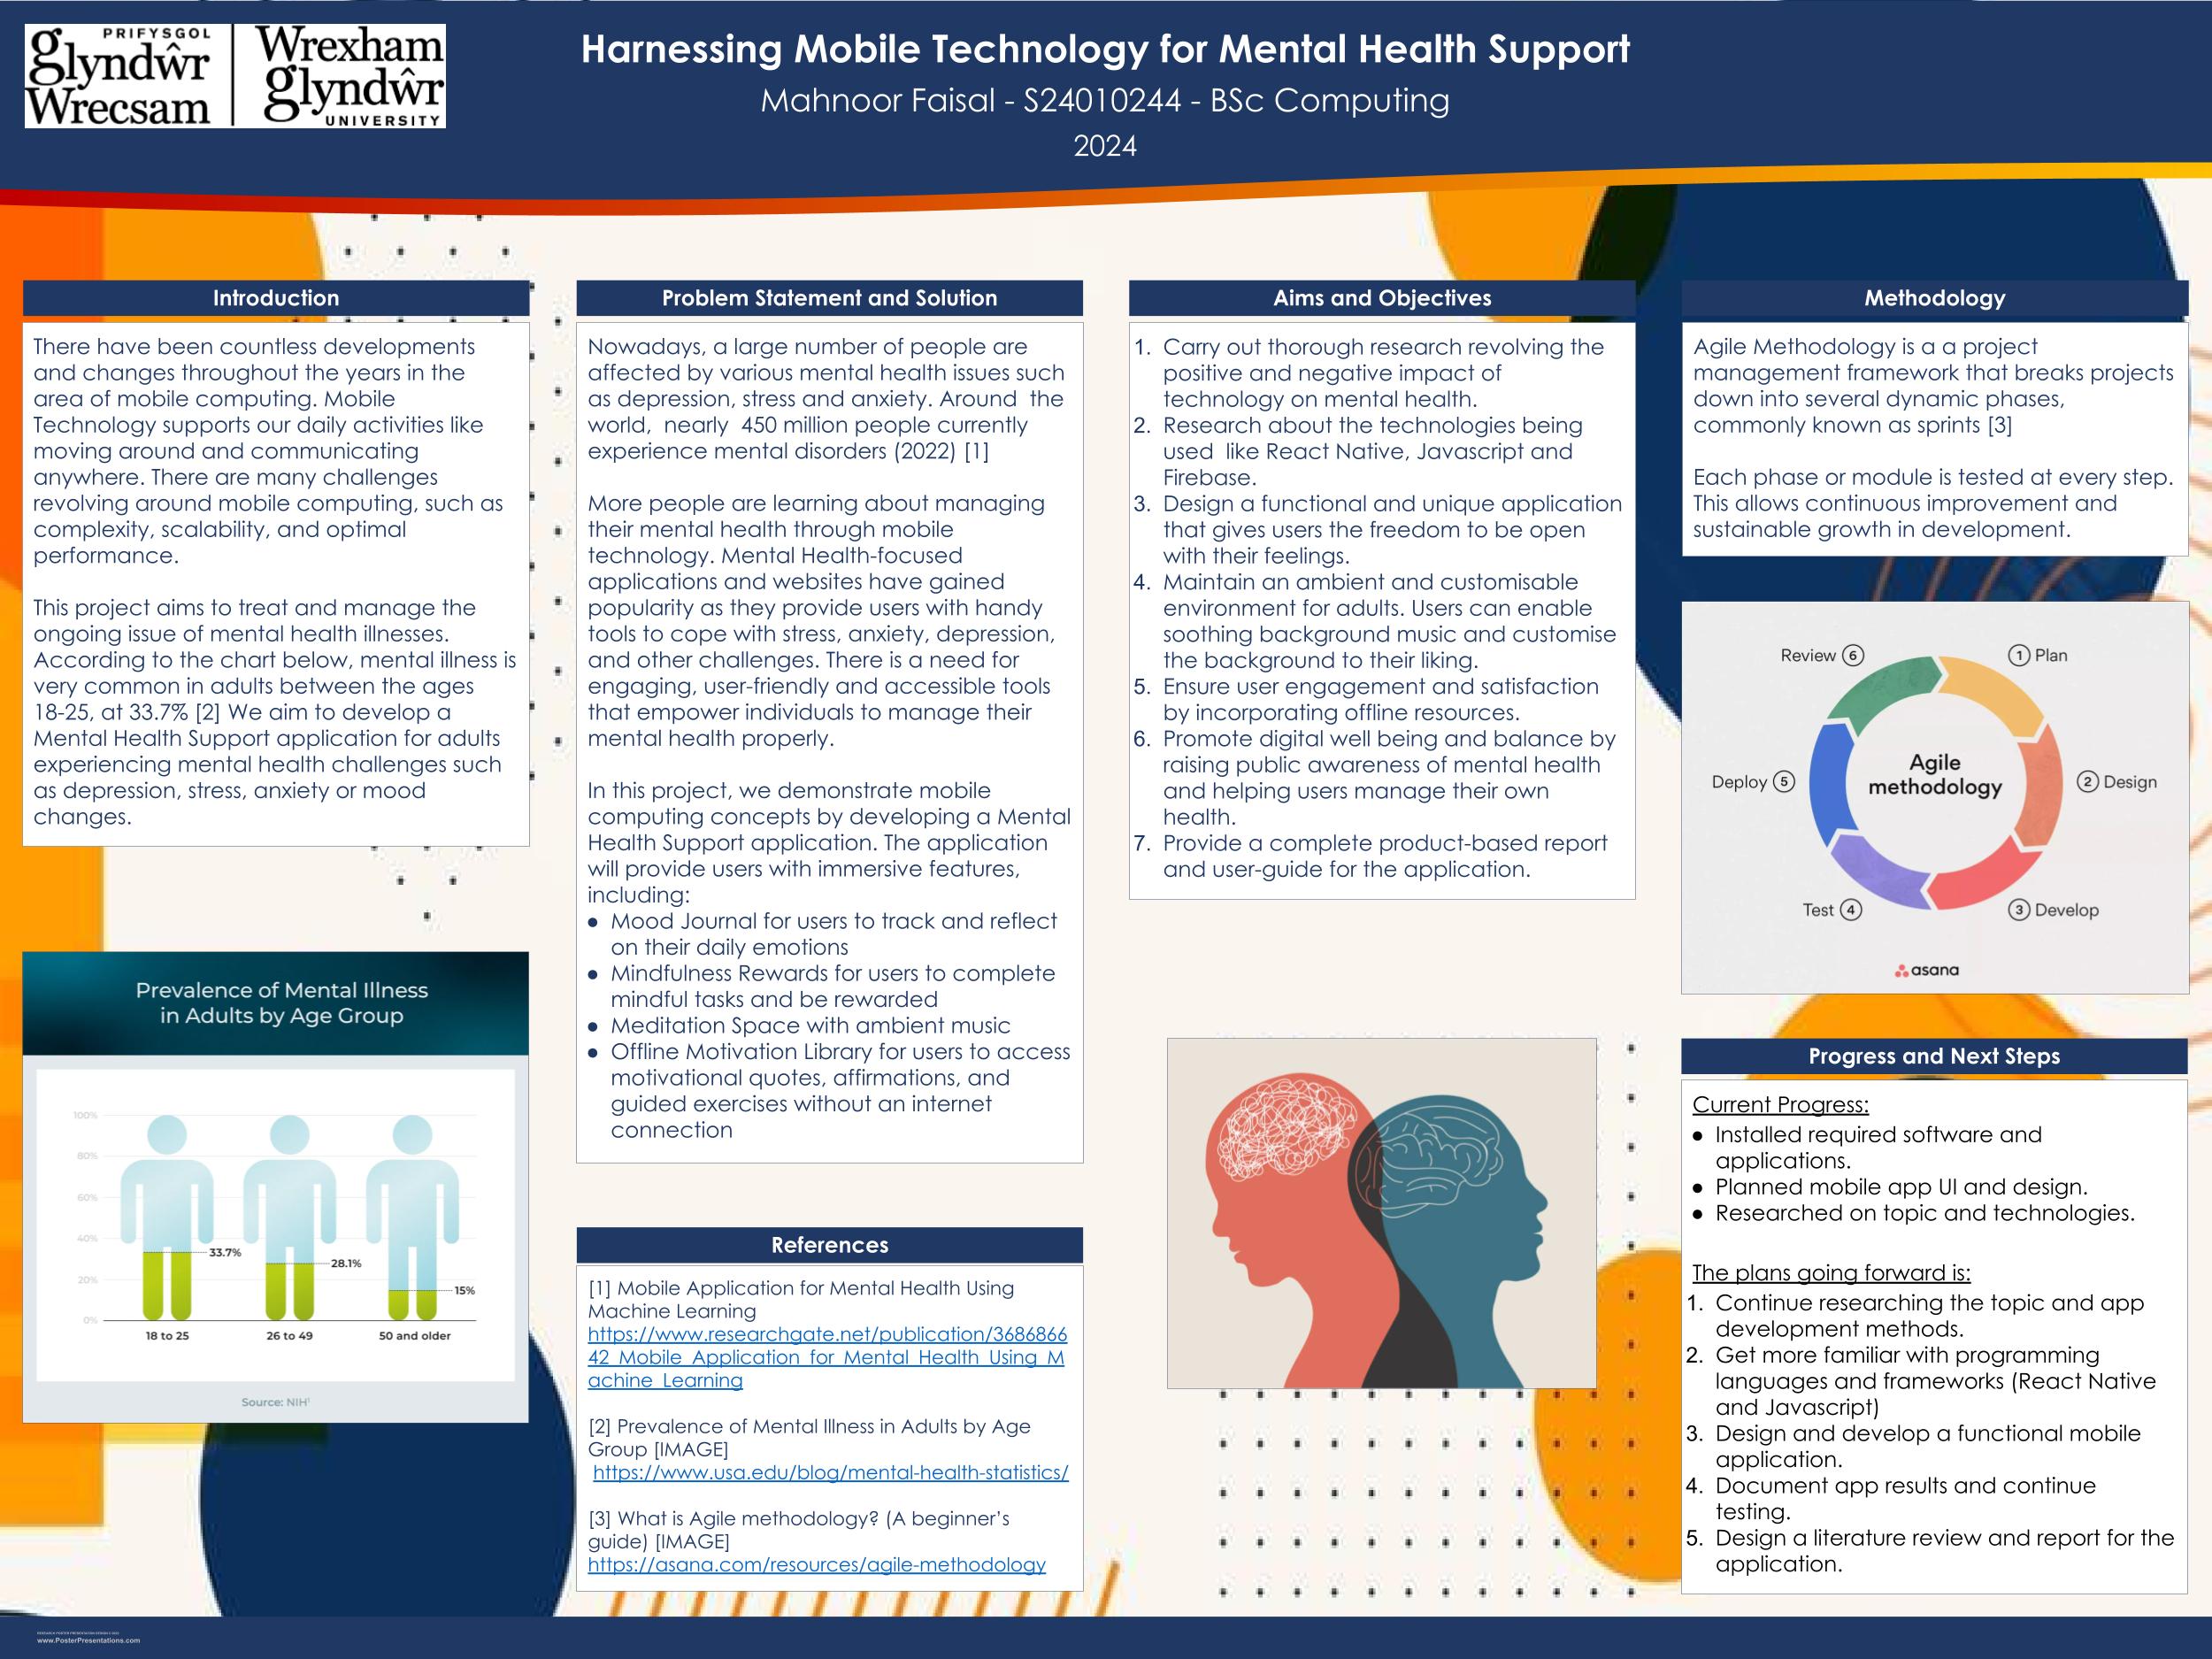 PRIFYSGOL
glyndŵr
Wrecsam
Wrexham
glyndŵr
UNIVERSITY
Harnessing Mobile Technology for Mental Health Support
Mahnoor Faisal - S24010244 - BSc Computing
2024
Introduction
There have been countless developments
and changes throughout the years in the
area of mobile computing. Mobile
Technology supports our daily activities like
moving around and communicating
anywhere. There are many challenges
revolving around mobile computing, such as
complexity, scalability, and optimal
performance.
This project aims to treat and manage the
ongoing issue of mental health illnesses.
According to the chart below, mental illness is
very common in adults between the ages
18-25, at 33.7% [2] We aim to develop a
Mental Health Support application for adults
experiencing mental health challenges such
as depression, stress, anxiety or mood
changes.
Prevalence of Mental Illness
in Adults by Age Group
100%
80%
60%
40%
20%
0%
33.7%
28.1%
15%
18 to 25
26 to 49
50 and older
Source: NIH¹
Problem Statement and Solution
Nowadays, a large number of people are
affected by various mental health issues such
as depression, stress and anxiety. Around  the
world,  nearly  450 million people currently
experience mental disorders (2022) [1]
More people are learning about managing
their mental health through mobile
technology. Mental Health-focused
applications and websites have gained
popularity as they provide users with handy
tools to cope with stress, anxiety, depression,
and other challenges. There is a need for
engaging, user-friendly and accessible tools
that empower individuals to manage their
mental health properly.
In this project, we demonstrate mobile
computing concepts by developing a Mental
Health Support application. The application
will provide users with immersive features,
including:
● Mood Journal for users to track and reflect
on their daily emotions
● Mindfulness Rewards for users to complete
mindful tasks and be rewarded
● Meditation Space with ambient music
● Offline Motivation Library for users to access
motivational quotes, affirmations, and
guided exercises without an internet
connection
References
[1] Mobile Application for Mental Health Using
Machine Learning
https://www.researchgate.net/publication/3686866
42_Mobile_Application_for_Mental_Health_Using_M
achine_Learning
[2] Prevalence of Mental Illness in Adults by Age
Group [IMAGE]
https://www.usa.edu/blog/mental-health-statistics/
[3] What is Agile methodology? (A beginner’s
guide) [IMAGE]
https://asana.com/resources/agile-methodology
Aims and Objectives
1. Carry out thorough research revolving the
positive and negative impact of
technology on mental health.
2. Research about the technologies being
used  like React Native, Javascript and
Firebase.
3. Design a functional and unique application
that gives users the freedom to be open
with their feelings.
4. Maintain an ambient and customisable
environment for adults. Users can enable
soothing background music and customise
the background to their liking.
5. Ensure user engagement and satisfaction
by incorporating offline resources.
6. Promote digital well being and balance by
raising public awareness of mental health
and helping users manage their own
health.
7. Provide a complete product-based report
and user-guide for the application.
Methodology
Agile Methodology is a a project
management framework that breaks projects
down into several dynamic phases,
commonly known as sprints [3]
Each phase or module is tested at every step.
This allows continuous improvement and
sustainable growth in development.
Agile
methodology
1 Plan
2 Design
3 Develop
Test 4
Deploy 5
Review 6
asana
Progress and Next Steps
Current Progress:
● Installed required software and
applications.
● Planned mobile app UI and design.
● Researched on topic and technologies.
The plans going forward is:
1. Continue researching the topic and app
development methods.
2. Get more familiar with programming
languages and frameworks (React Native
and Javascript)
3. Design and develop a functional mobile
application.
4. Document app results and continue
testing.
5. Design a literature review and report for the
application.
www.PosterPresentations.com